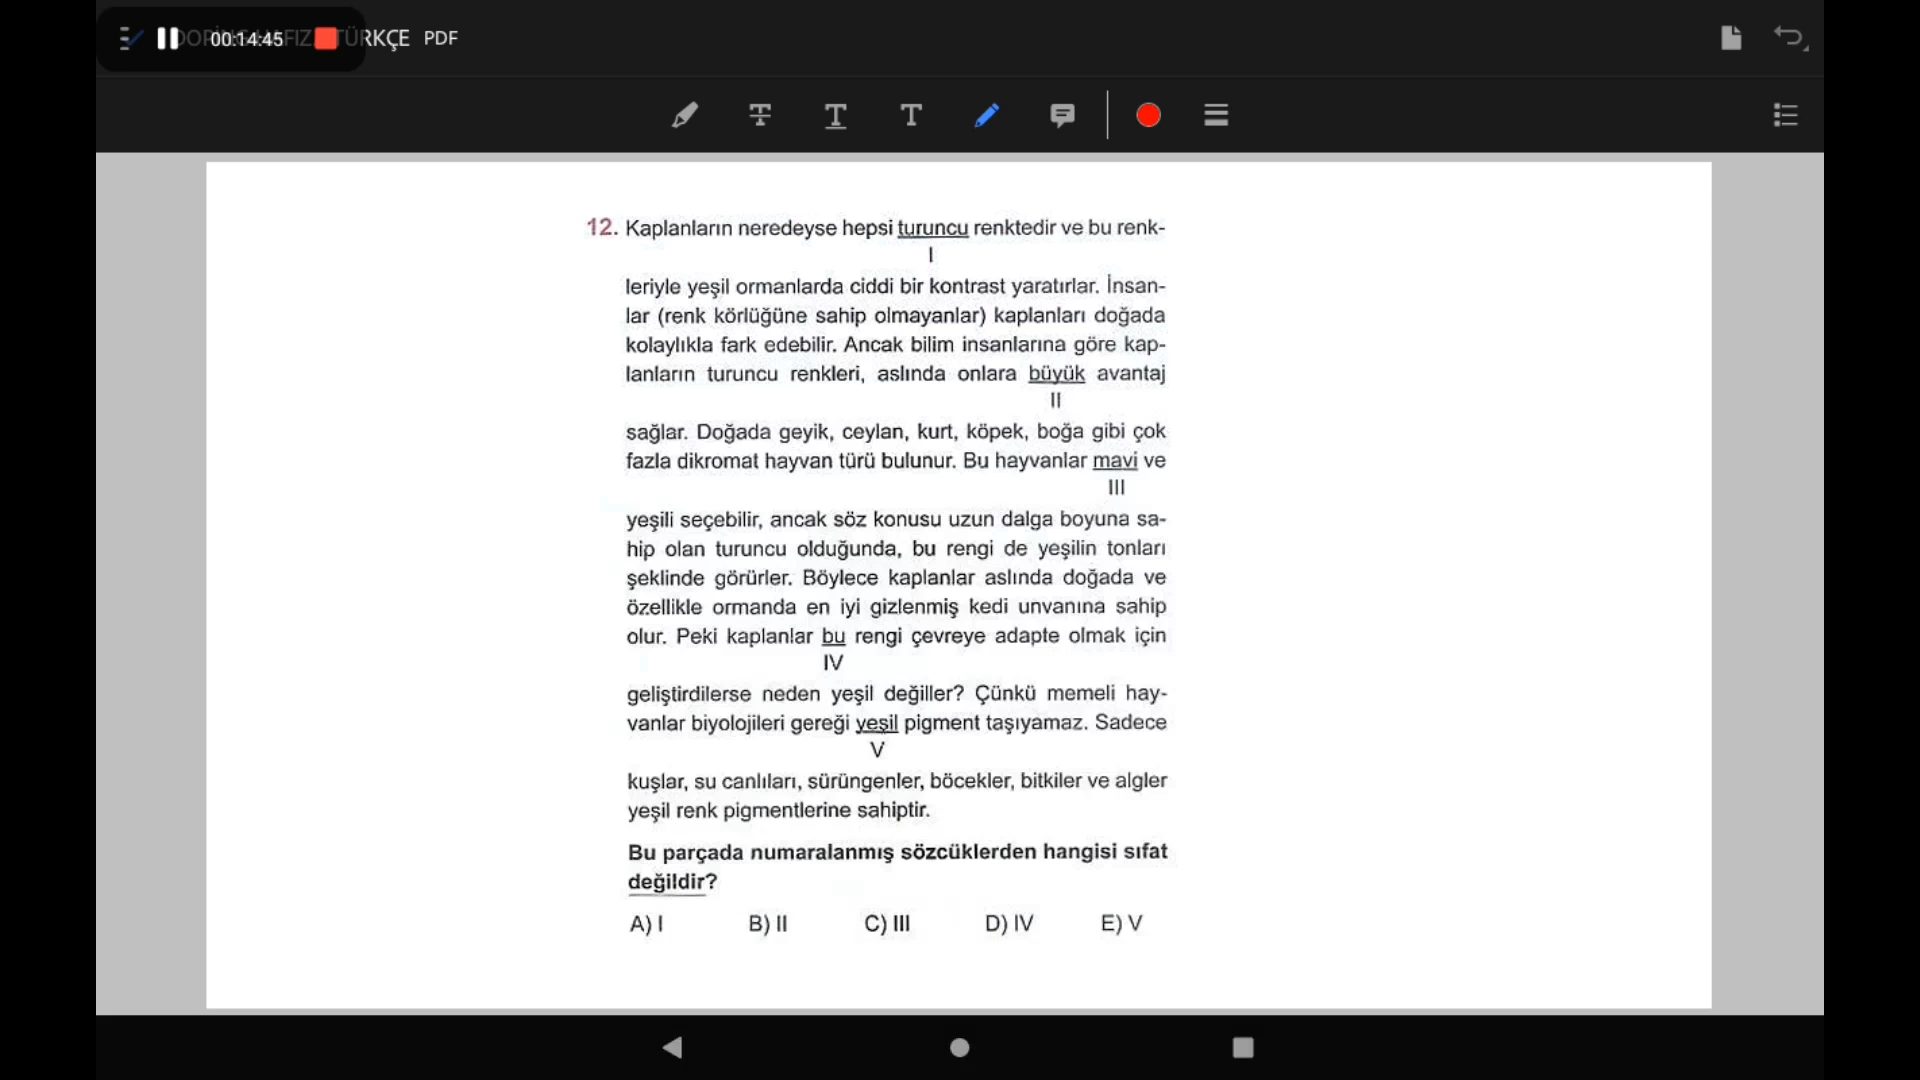 00:14:45
TÜRKÇE PDF
12. Kaplanların neredeyse hepsi turuncu renktedir ve bu renk-
I
leriyle yeşil ormanlarda ciddi bir kontrast yaratırlar. İnsan-
lar (renk körlüğüne sahip olmayanlar) kaplanları doğada
kolaylıkla fark edebilir. Ancak bilim insanlarına göre kap-
lanların turuncu renkleri, aslında onlara büyük avantaj
II
sağlar. Doğada geyik, ceylan, kurt, köpek, boğa gibi çok
fazla dikromat hayvan türü bulunur. Bu hayvanlar mavi ve
III
yeşili seçebilir, ancak söz konusu uzun dalga boyuna sa-
hip olan turuncu olduğunda, bu rengi de yeşilin tonları
şeklinde görürler. Böylece kaplanlar aslında doğada ve
özellikle ormanda en iyi gizlenmiş kedi unvanına sahip
olur. Peki kaplanlar bu rengi çevreye adapte olmak için
IV
geliştirdilerse neden yeşil değiller? Çünkü memeli hay-
vanlar biyolojileri gereği yeşil pigment taşıyamaz. Sadece
V
kuşlar, su canlıları, sürüngenler, böcekler, bitkiler ve algler
yeşil renk pigmentlerine sahiptir.
Bu parçada numaralanmış sözcüklerden hangisi sıfat
değildir?
A) I B) II C) III D) IV E) V